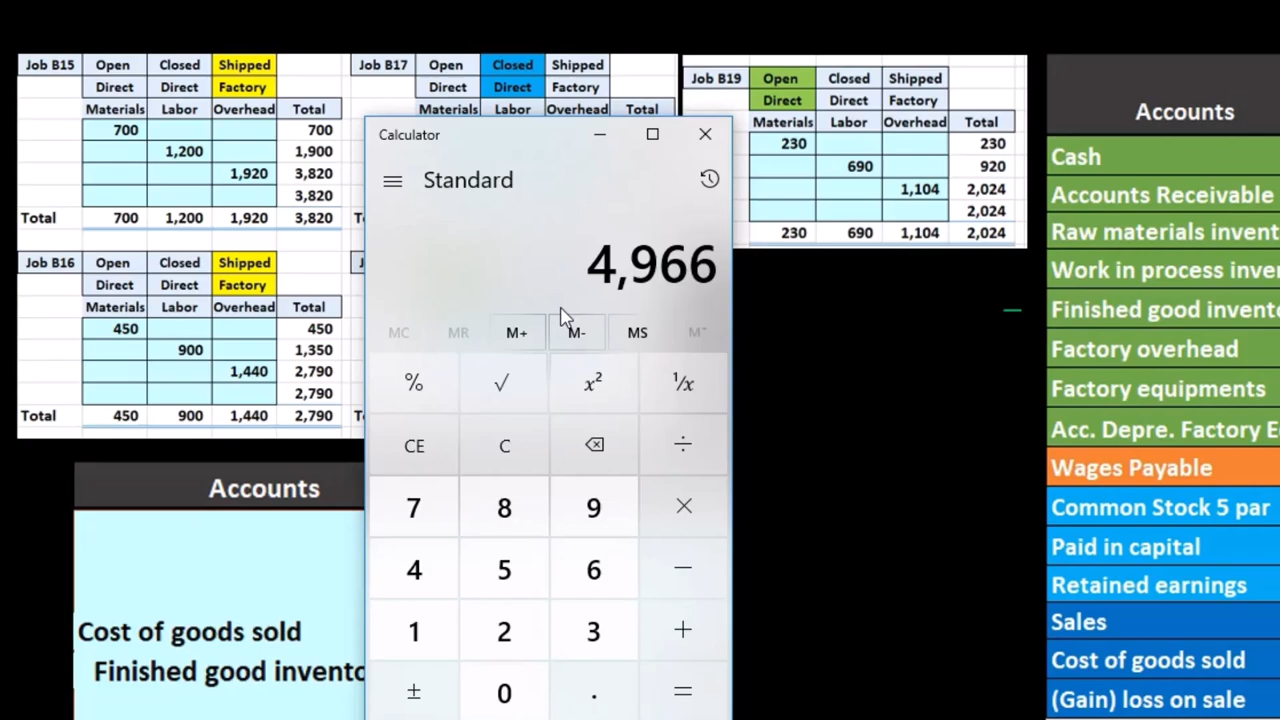 Job B15 Open Closed Shipped
Direct Direct Factory
Materials Labor Overhead Total
700 700
1,200 1,900
1,920 3,820
3,820
Total 700 1,200 1,920 3,820
Job B16 Open Closed Shipped
Direct Direct Factory
Materials Labor Overhead Total
450 450
900 1,350
1,440 2,790
2,790
Total 450 900 1,440 2,790
Job B17 Open Closed Shipped
Direct Direct Factory
Materials Labor Overhead Total
Job B19 Open Closed Shipped
Direct Direct Factory
Materials Labor Overhead Total
230 230
690 920
1,104 2,024
2,024
230 690 1,104 2,024
Calculator
Standard
4,966
MC MR M+ M- MS M
% √ x² ¹/x
CE C ÷
7 8 9 ×
4 5 6 −
1 2 3 +
± 0 . =
Accounts
Cost of goods sold
Finished good invento
Accounts
Cash
Accounts Receivable
Raw materials invent
Work in process inver
Finished good invento
Factory overhead
Factory equipments
Acc. Depre. Factory E
Wages Payable
Common Stock 5 par
Paid in capital
Retained earnings
Sales
Cost of goods sold
(Gain) loss on sale